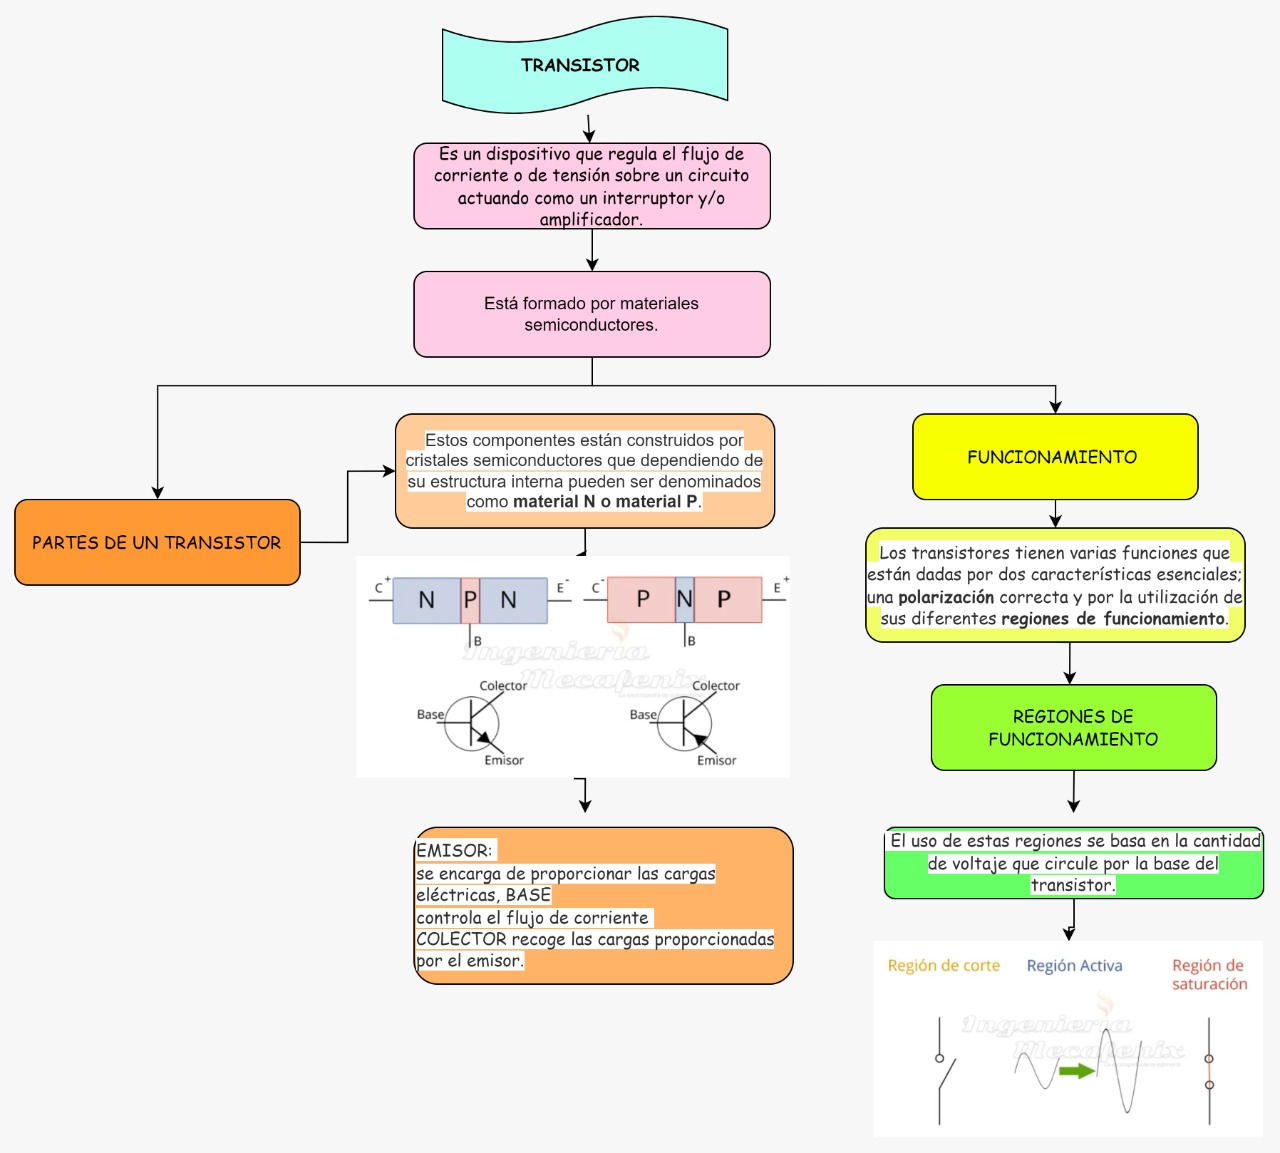 TRANSISTOR
Es un dispositivo que regula el flujo de
corriente o de tensión sobre un circuito
actuando como un interruptor y/o
amplificador.
Está formado por materiales
semiconductores.
PARTES DE UN TRANSISTOR
Estos componentes están construidos por
cristales semiconductores que dependiendo de
su estructura interna pueden ser denominados
como material N o material P.
C+ N P N E-
B
C- P N P E+
B
Ingeniería
Mecafenix
Colector
Base
Emisor
Colector
Base
Emisor
EMISOR:
se encarga de proporcionar las cargas
eléctricas, BASE
controla el flujo de corriente
COLECTOR recoge las cargas proporcionadas
por el emisor.
FUNCIONAMIENTO
Los transistores tienen varias funciones que
están dadas por dos características esenciales;
una polarización correcta y por la utilización de
sus diferentes regiones de funcionamiento.
REGIONES DE
FUNCIONAMIENTO
El uso de estas regiones se basa en la cantidad
de voltaje que circule por la base del
transistor.
Región de corte
Región Activa
Región de
saturación
Ingeniería
Mecafenix